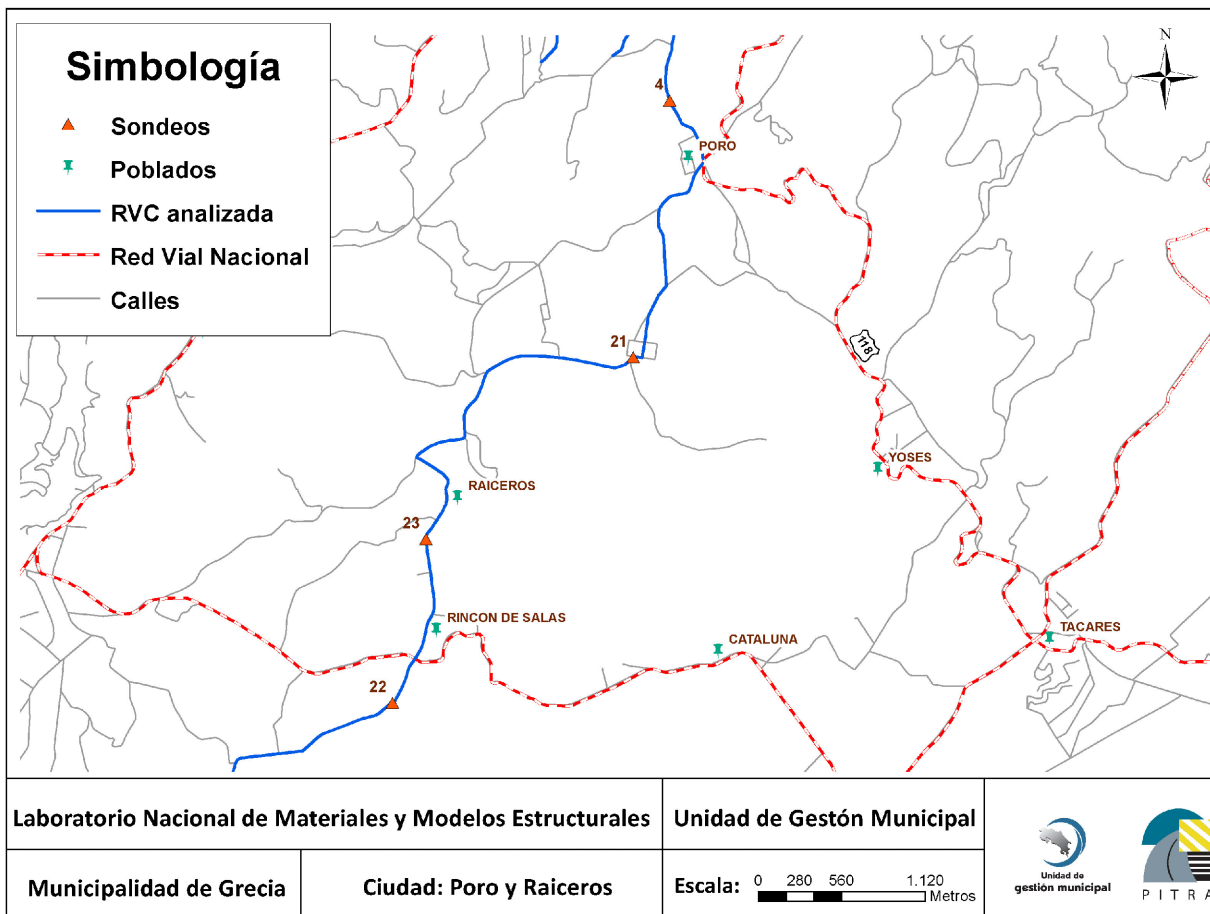 Simbología
Sondeos
Poblados
RVC analizada
Red Vial Nacional
Calles
N
4
PORO
21
118
YOSES
RAICEROS
23
RINCON DE SALAS
CATALUNA
TACARES
22
Laboratorio Nacional de Materiales y Modelos Estructurales
Unidad de Gestión Municipal
Municipalidad de Grecia
Ciudad: Poro y Raiceros
Escala:
0 280 560 1.120
Metros
Unidad de
gestión municipal
P I T R A